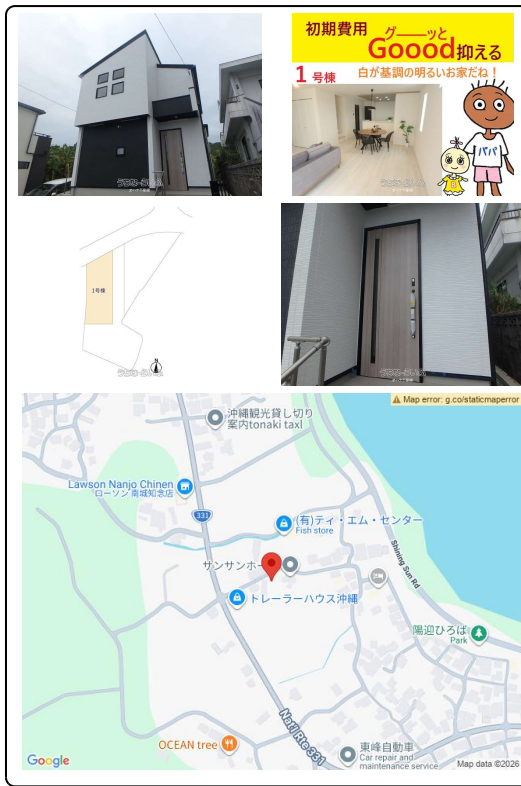 初期費用
グ――ッと
Goood抑える
1 号棟
白が基調の明るいお家だね！
パパ
1号棟
N
Map error: g.co/staticmaperror
沖縄観光貸し切り
案内tonaki taxI
Lawson Nanjo Chinen
ローソン 南城知念店
331
(有)ティ・エム・センター
Fish store
サンサンホー
トレーラーハウス沖縄
Shining Sun Rd
陽迎ひろば
Park
Nat'l Rte 331
OCEAN tree
東峰自動車
Car repair and
maintenance service
Google
Map data ©2026